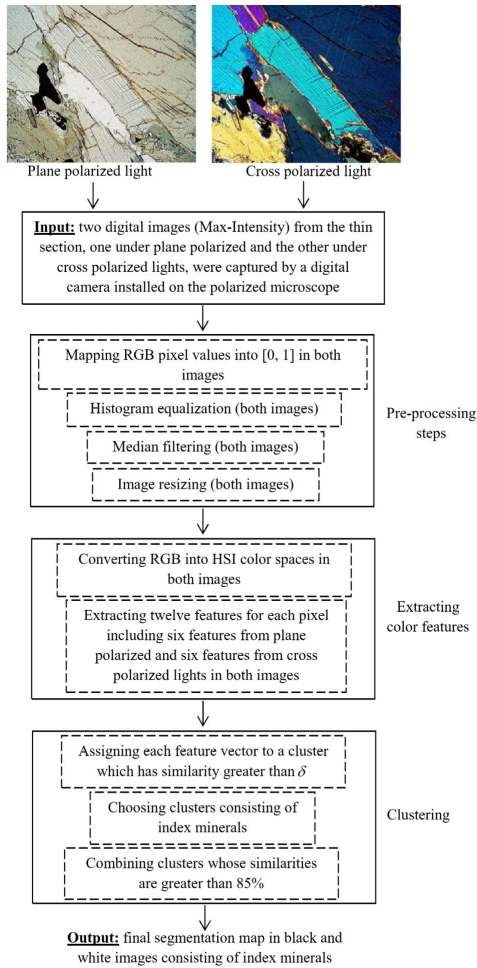 Plane polarized light
Cross polarized light
Input: two digital images (Max-Intensity) from the thin
section, one under plane polarized and the other under
cross polarized lights, were captured by a digital
camera installed on the polarized microscope
Mapping RGB pixel values into [0, 1] in both
images
Histogram equalization (both images)
Median filtering (both images)
Image resizing (both images)
Pre-processing
steps
Converting RGB into HSI color spaces in
both images
Extracting twelve features for each pixel
including six features from plane
polarized and six features from cross
polarized lights in both images
Extracting
color features
Assigning each feature vector to a cluster
which has similarity greater than δ
Choosing clusters consisting of
index minerals
Combining clusters whose similarities
are greater than 85%
Clustering
Output: final segmentation map in black and
white images consisting of index minerals